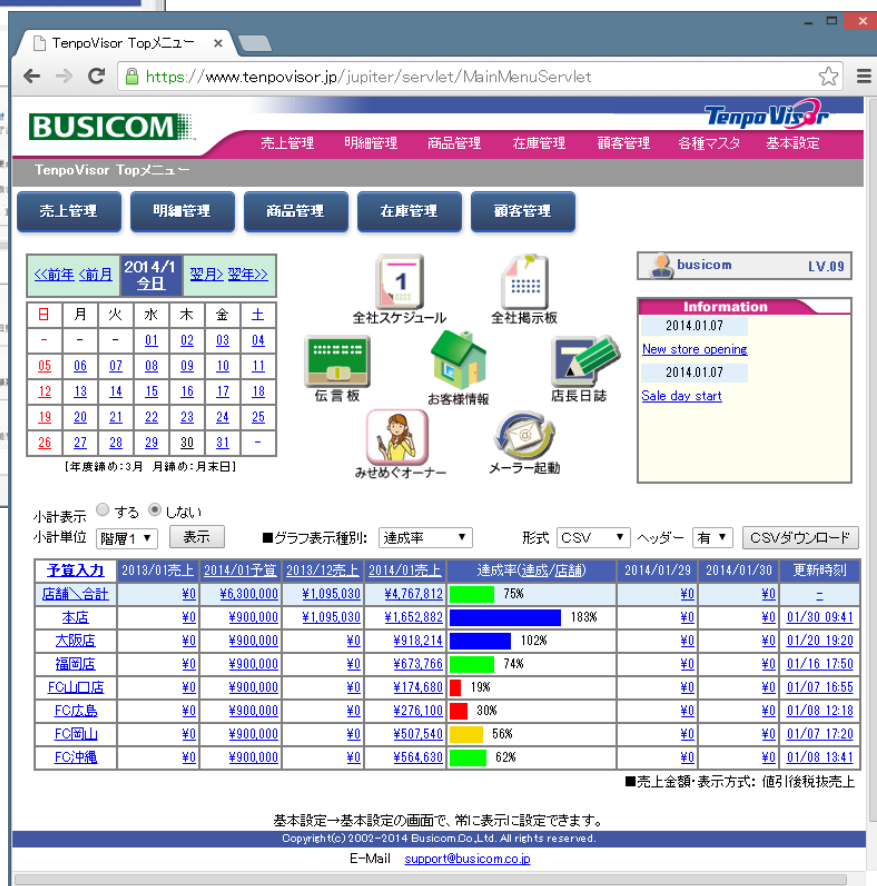 TenpoVisor Topメニュー
https://www.tenpovisor.jp/jupiter/servlet/MainMenuServlet
BUSICOM
TenpoVisor
売上管理 明細管理 商品管理 在庫管理 顧客管理 各種マスタ 基本設定
TenpoVisor Topメニュー
売上管理 明細管理 商品管理 在庫管理 顧客管理
<<前年 <前月 2014/1 今日 翌月> 翌年>>
日 月 火 水 木 金 土
- - - 01 02 03 04
05 06 07 08 09 10 11
12 13 14 15 16 17 18
19 20 21 22 23 24 25
26 27 28 29 30 31 -
[年度締め:3月 月締め:月末日]
1
全社スケジュール 全社掲示板
伝言板 お客様情報 店長日誌
みせめぐオーナー メーラー起動
busicom LV.09
Information
2014.01.07
New store opening
2014.01.07
Sale day start
小計表示 する しない
小計単位 階層1 表示 ■グラフ表示種別: 達成率 形式 CSV ヘッダー 有 CSVダウンロード
予算入力 2013/01売上 2014/01予算 2013/12売上 2014/01売上 達成率(達成/店舗) 2014/01/29 2014/01/30 更新時刻
店舗＼合計 ¥0 ¥6,300,000 ¥1,095,030 ¥4,767,812 75% ¥0 ¥0 -
本店 ¥0 ¥900,000 ¥1,095,030 ¥1,652,882 183% ¥0 ¥0 01/30 09:41
大阪店 ¥0 ¥900,000 ¥0 ¥918,214 102% ¥0 ¥0 01/20 19:20
福岡店 ¥0 ¥900,000 ¥0 ¥673,766 74% ¥0 ¥0 01/16 17:50
FC山口店 ¥0 ¥900,000 ¥0 ¥174,680 19% ¥0 ¥0 01/07 16:55
FC広島 ¥0 ¥900,000 ¥0 ¥276,100 30% ¥0 ¥0 01/08 12:18
FC岡山 ¥0 ¥900,000 ¥0 ¥507,540 56% ¥0 ¥0 01/07 17:20
FC沖縄 ¥0 ¥900,000 ¥0 ¥564,630 62% ¥0 ¥0 01/08 13:41
■売上金額・表示方式: 値引後税抜売上
基本設定→基本設定の画面で、常に表示に設定できます。
Copyright(c) 2002-2014 Busicom.Co.,Ltd. All rights reserved.
E-Mail support@busicom.co.jp